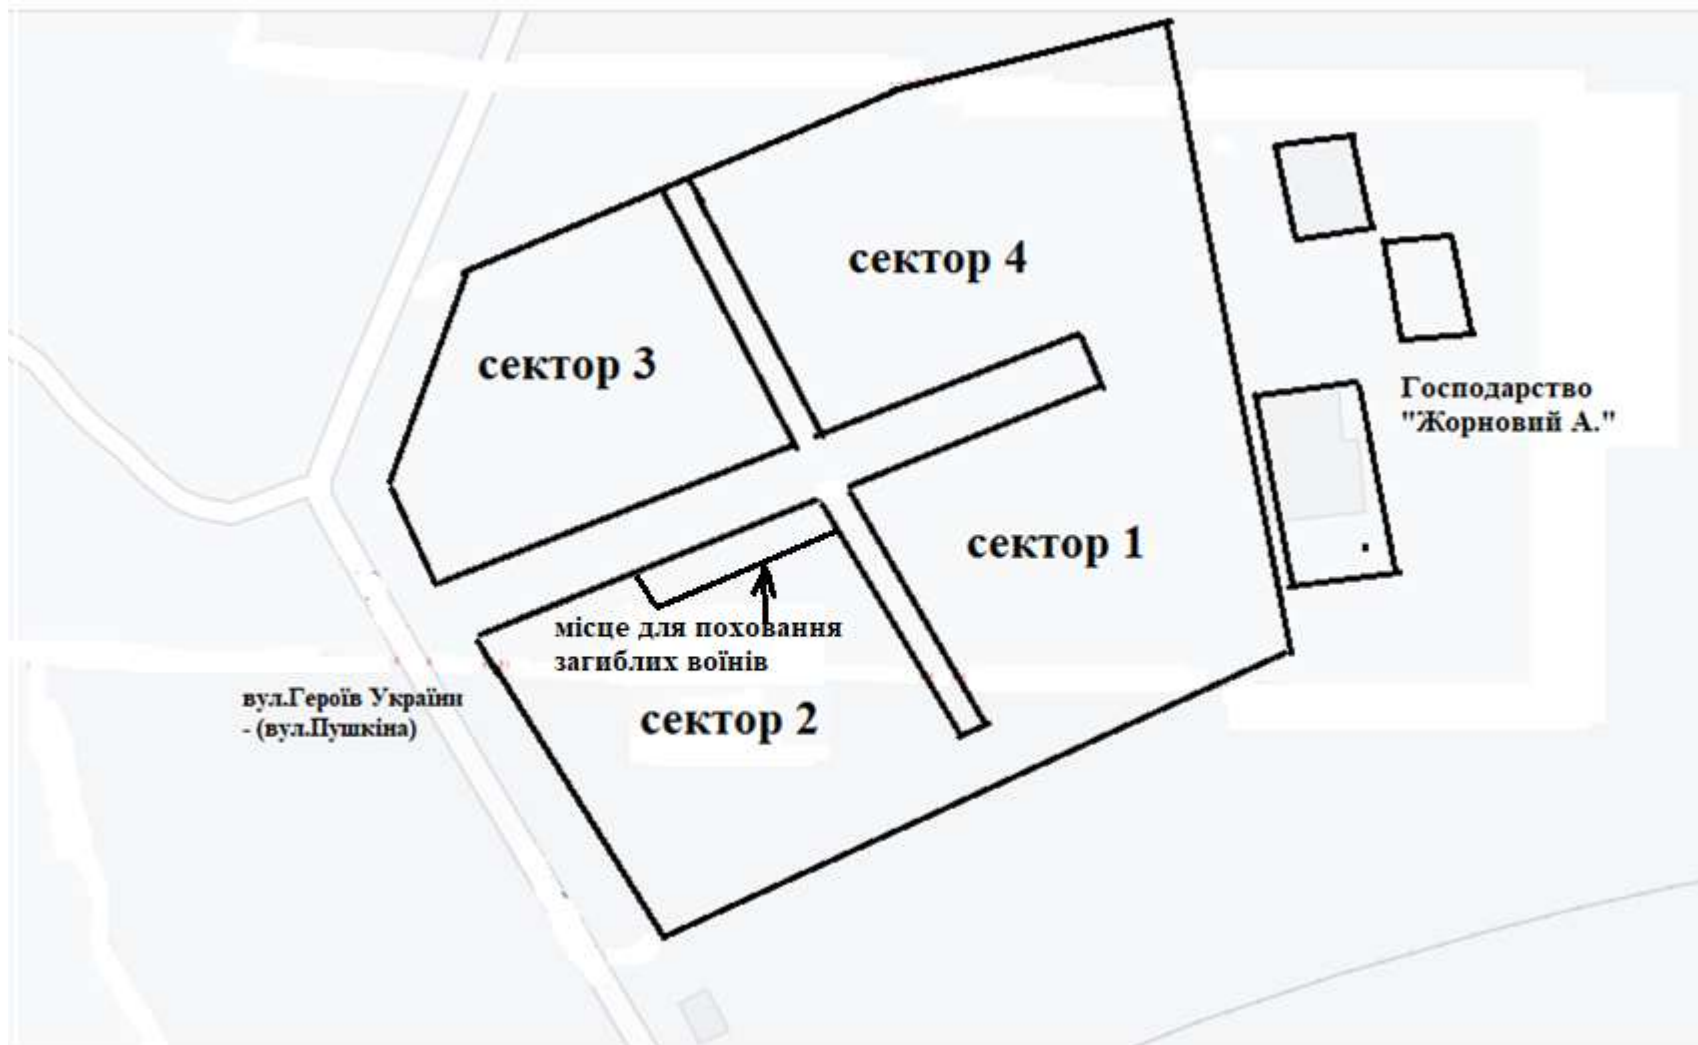 сектор 4
сектор 3
Господарство
"Жорновий А."
сектор 1
місце для поховання
загиблих воїнів
вул.Героїв України
- (вул.Пушкіна)
сектор 2